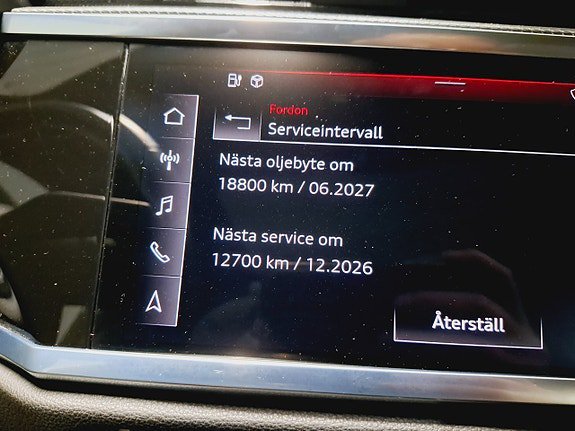 Fordon
Serviceintervall
Nästa oljebyte om
18800 km / 06.2027
Nästa service om
12700 km / 12.2026
Återställ